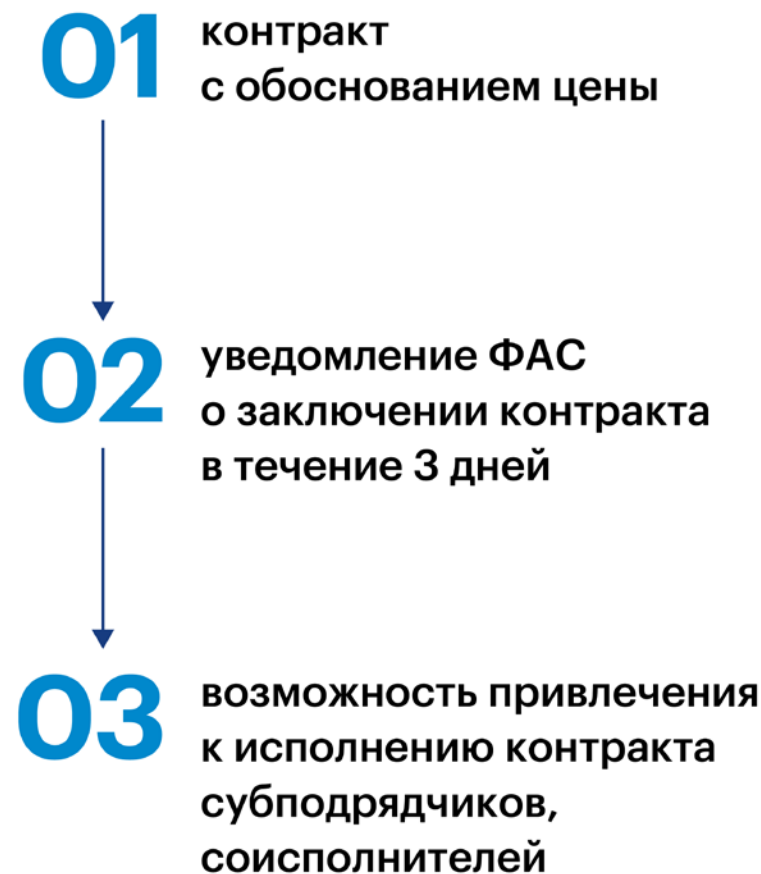 01
контракт
с обоснованием цены
02
уведомление ФАС
о заключении контракта
в течение 3 дней
03
возможность привлечения
к исполнению контракта
субподрядчиков,
соисполнителей